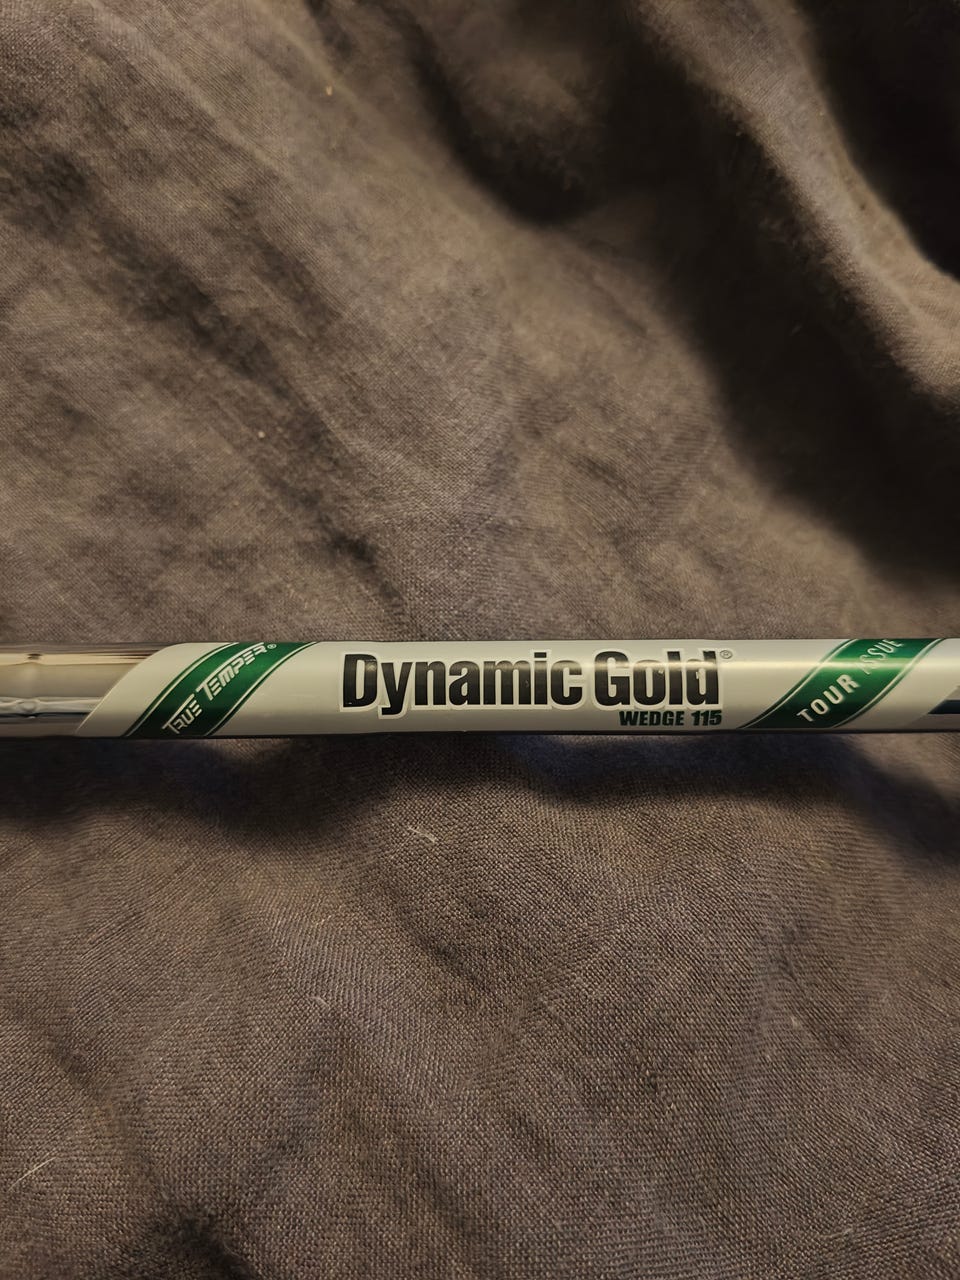 TRUE TEMPER®
Dynamic Gold®
WEDGE 115
TOUR ISSUE